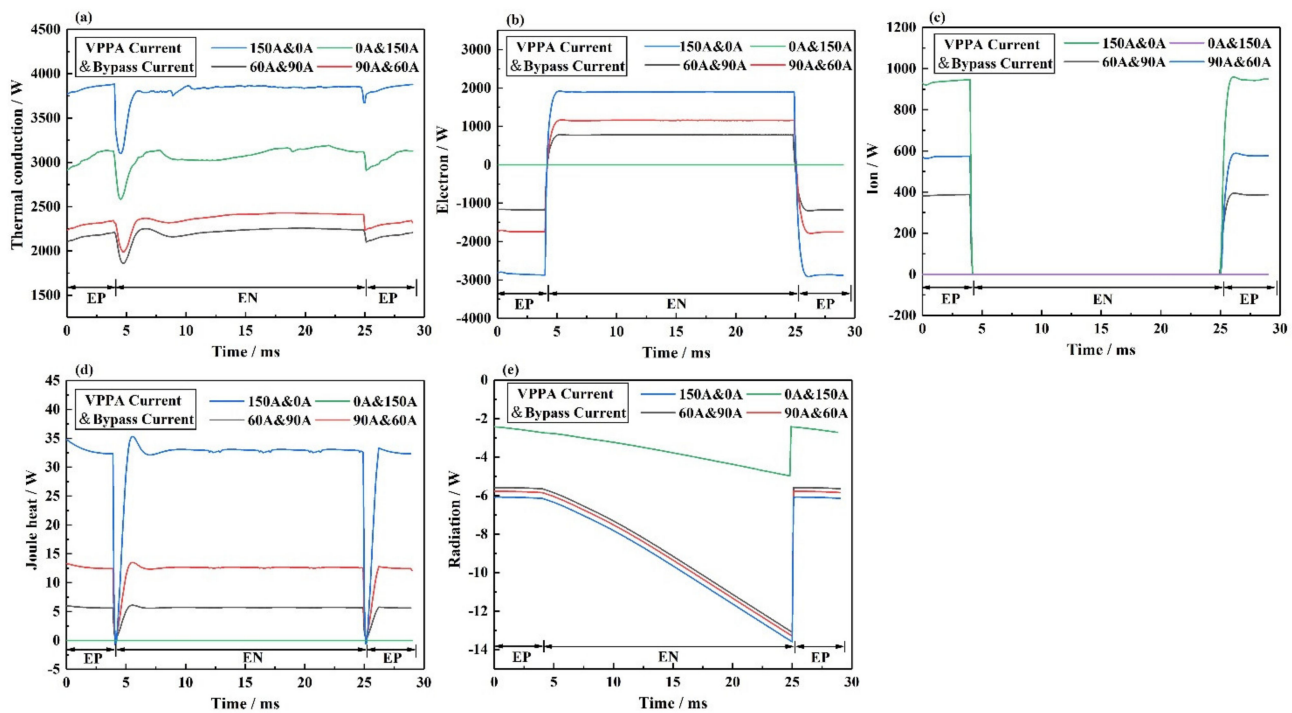 (a)
4500
4250
4000
3750
3500
3250
3000
2750
2500
2250
2000
1750
1500
Thermal conduction / W
VPPA Current
&Bypass Current
150A&0A
0A&150A
60A&90A
90A&60A
EP
EN
EP
0 5 10 15 20 25 30
Time / ms
(b)
3000
2000
1000
0
-1000
-2000
-3000
-4000
Electron / W
VPPA Current
&Bypass Current
150A&0A
0A&150A
60A&90A
90A&60A
EP
EN
EP
0 5 10 15 20 25 30
Time / ms
(c)
1200
1000
800
600
400
200
0
-200
Ion / W
VPPA Current
&Bypass Current
150A&0A
0A&150A
60A&90A
90A&60A
EP
EN
EP
0 5 10 15 20 25 30
Time / ms
(d)
45
40
35
30
25
20
15
10
5
0
-5
Joule heat / W
VPPA Current
&Bypass Current
150A&0A
0A&150A
60A&90A
90A&60A
EP
EN
EP
0 5 10 15 20 25 30
Time / ms
(e)
0
-2
-4
-6
-8
-10
-12
-14
Radiation / W
VPPA Current
&Bypass Current
150A&0A
0A&150A
60A&90A
90A&60A
EP
EN
EP
0 5 10 15 20 25 30
Time / ms